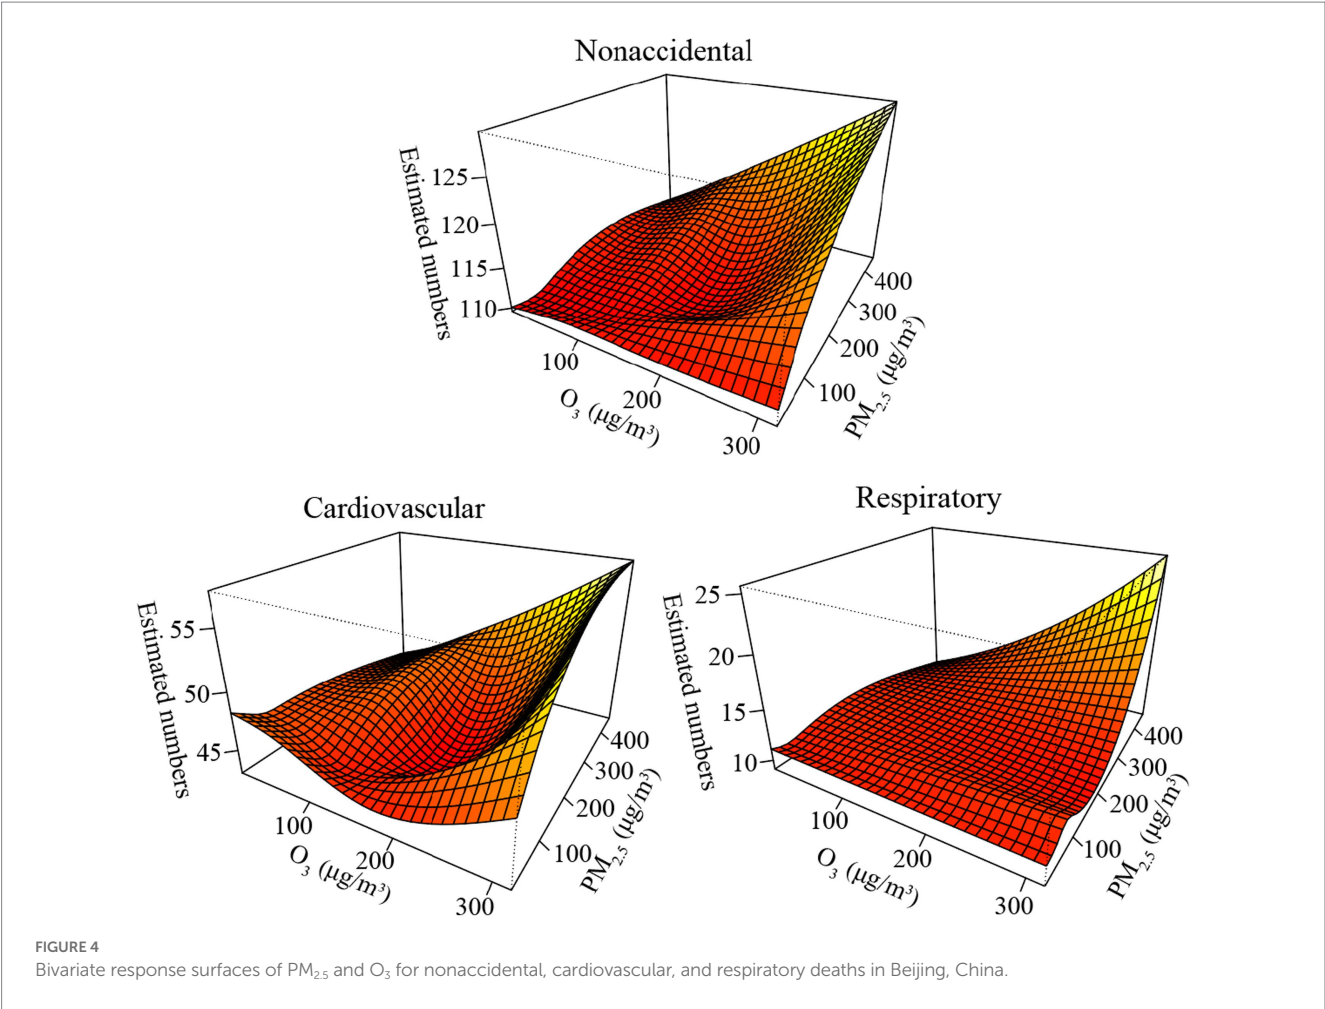 Nonaccidental
Estimated numbers
125
120
115
110
100
200
300
O₃ (μg/m³)
100
200
300
400
PM₂.₅ (μg/m³)
Cardiovascular
Estimated numbers
55
50
45
100
200
300
O₃ (μg/m³)
100
200
300
400
PM₂.₅ (μg/m³)
Respiratory
Estimated numbers
25
20
15
10
100
200
300
O₃ (μg/m³)
100
200
300
400
PM₂.₅ (μg/m³)
FIGURE 4
Bivariate response surfaces of PM₂.₅ and O₃ for nonaccidental, cardiovascular, and respiratory deaths in Beijing, China.